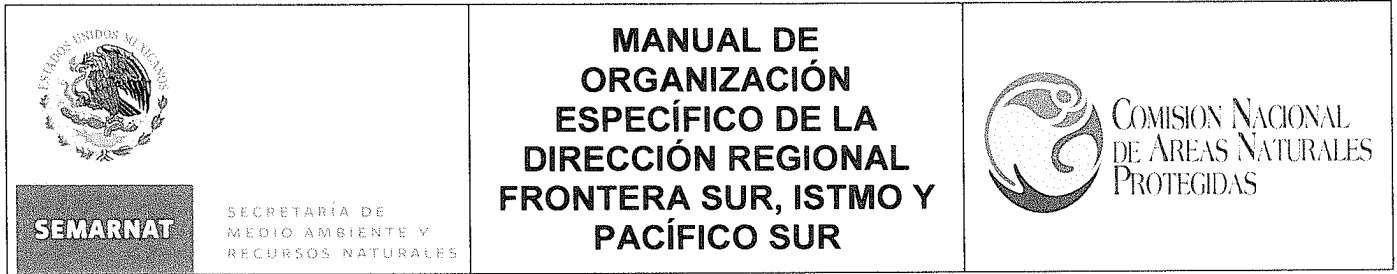 ESTADOS UNIDOS MEXICANOS
SEMARNAT
SECRETARÍA DE
MEDIO AMBIENTE Y
RECURSOS NATURALES
MANUAL DE
ORGANIZACIÓN
ESPECÍFICO DE LA
DIRECCIÓN REGIONAL
FRONTERA SUR, ISTMO Y
PACÍFICO SUR
COMISION NACIONAL
DE AREAS NATURALES
PROTEGIDAS